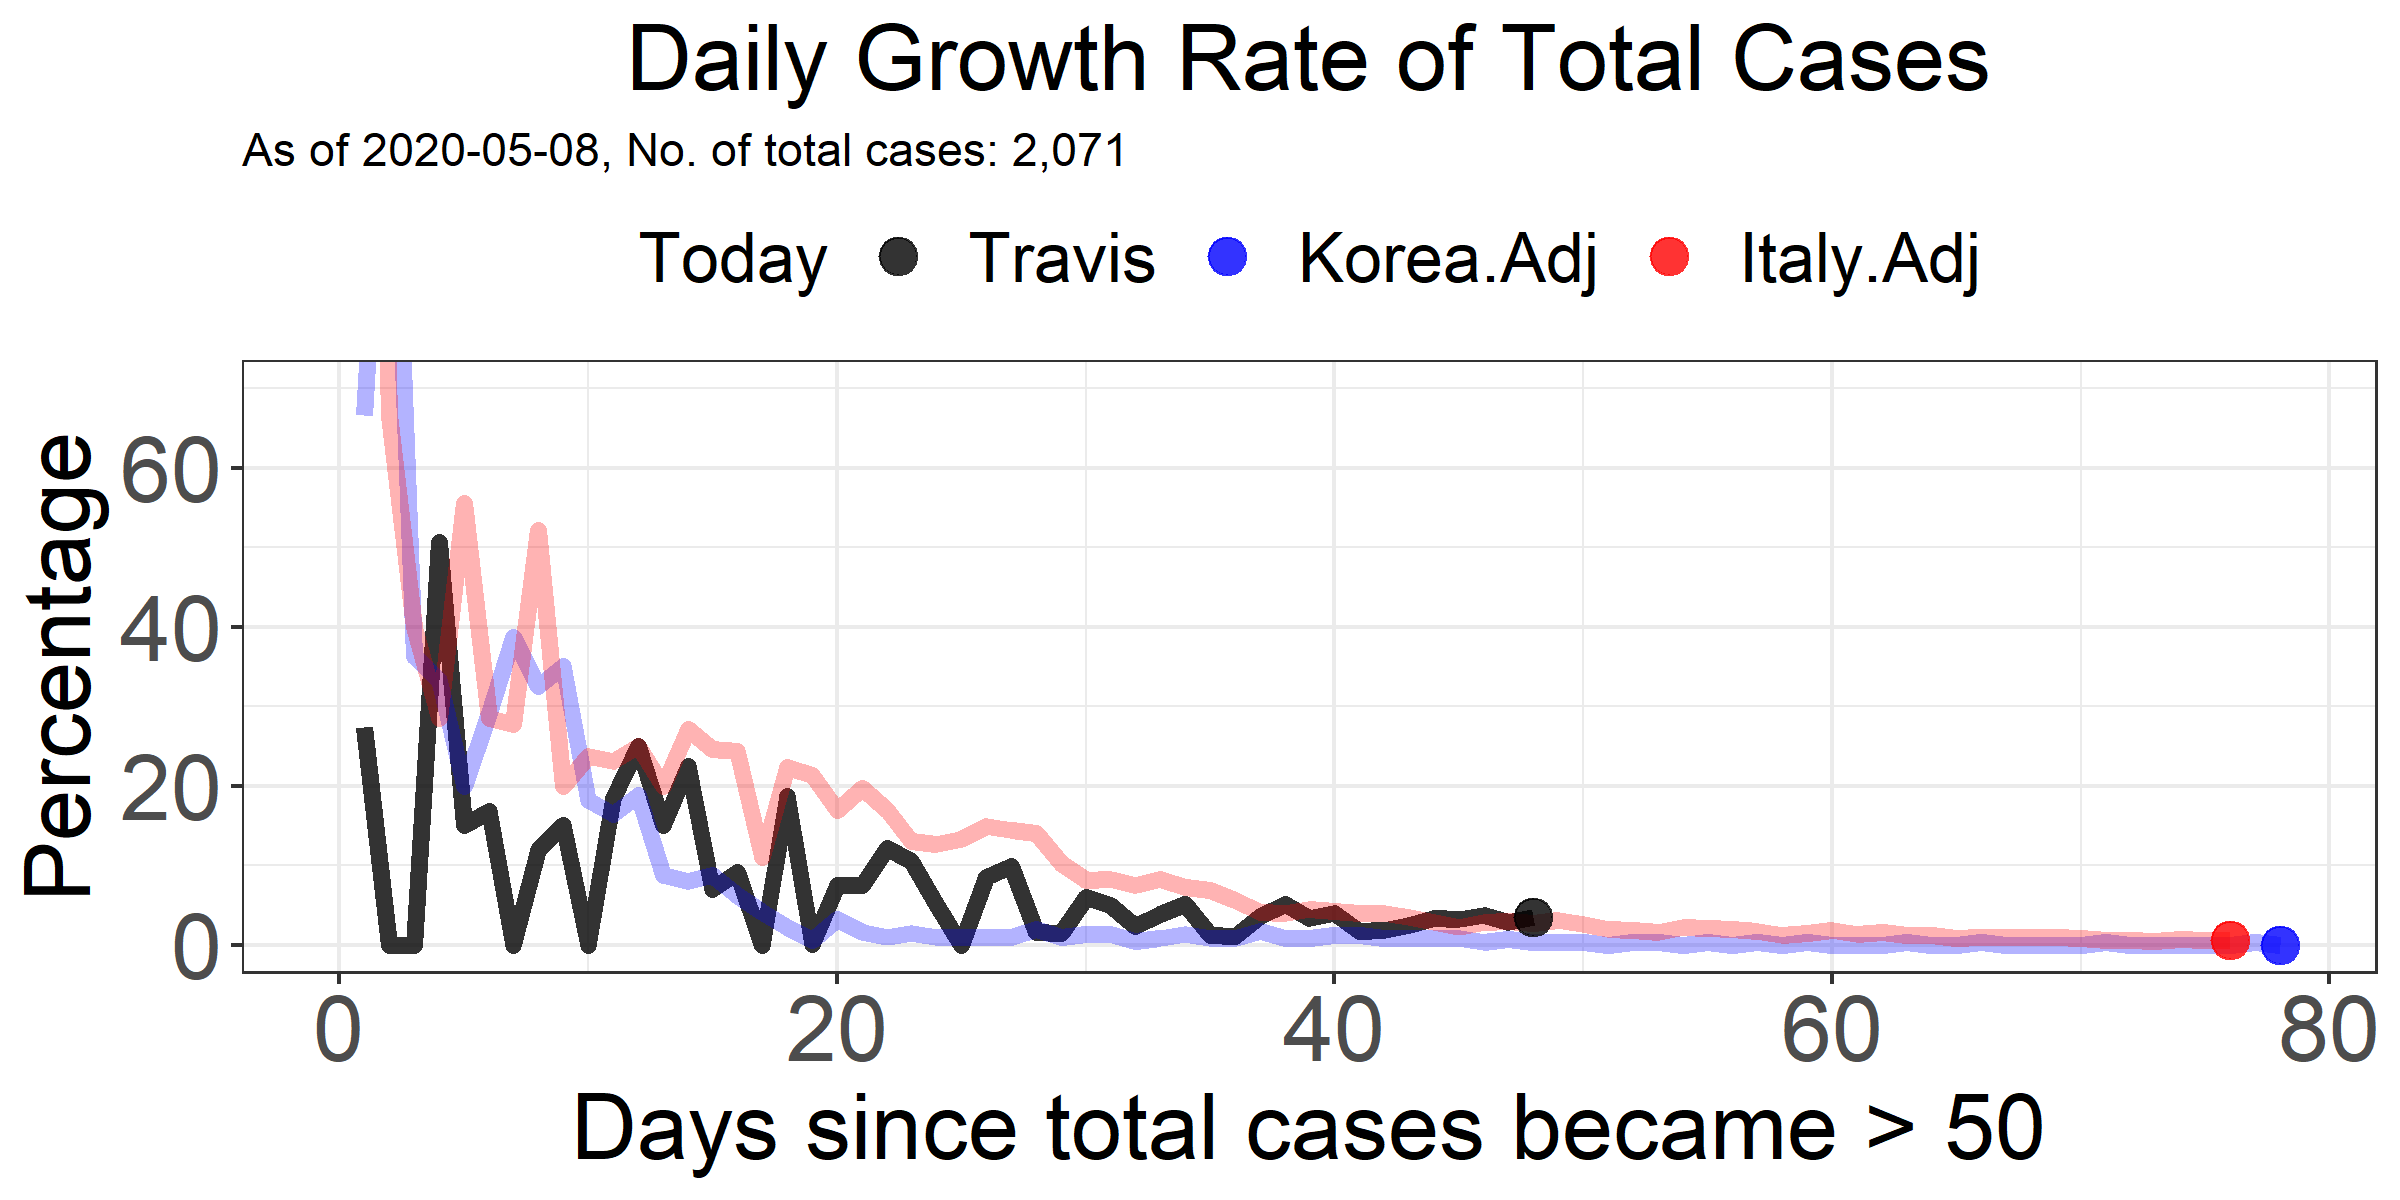 Daily Growth Rate of Total Cases
As of 2020-05-08, No. of total cases: 2,071
Today Travis Korea.Adj Italy.Adj
Percentage
60
40
20
0
0 20 40 60 80
Days since total cases became > 50